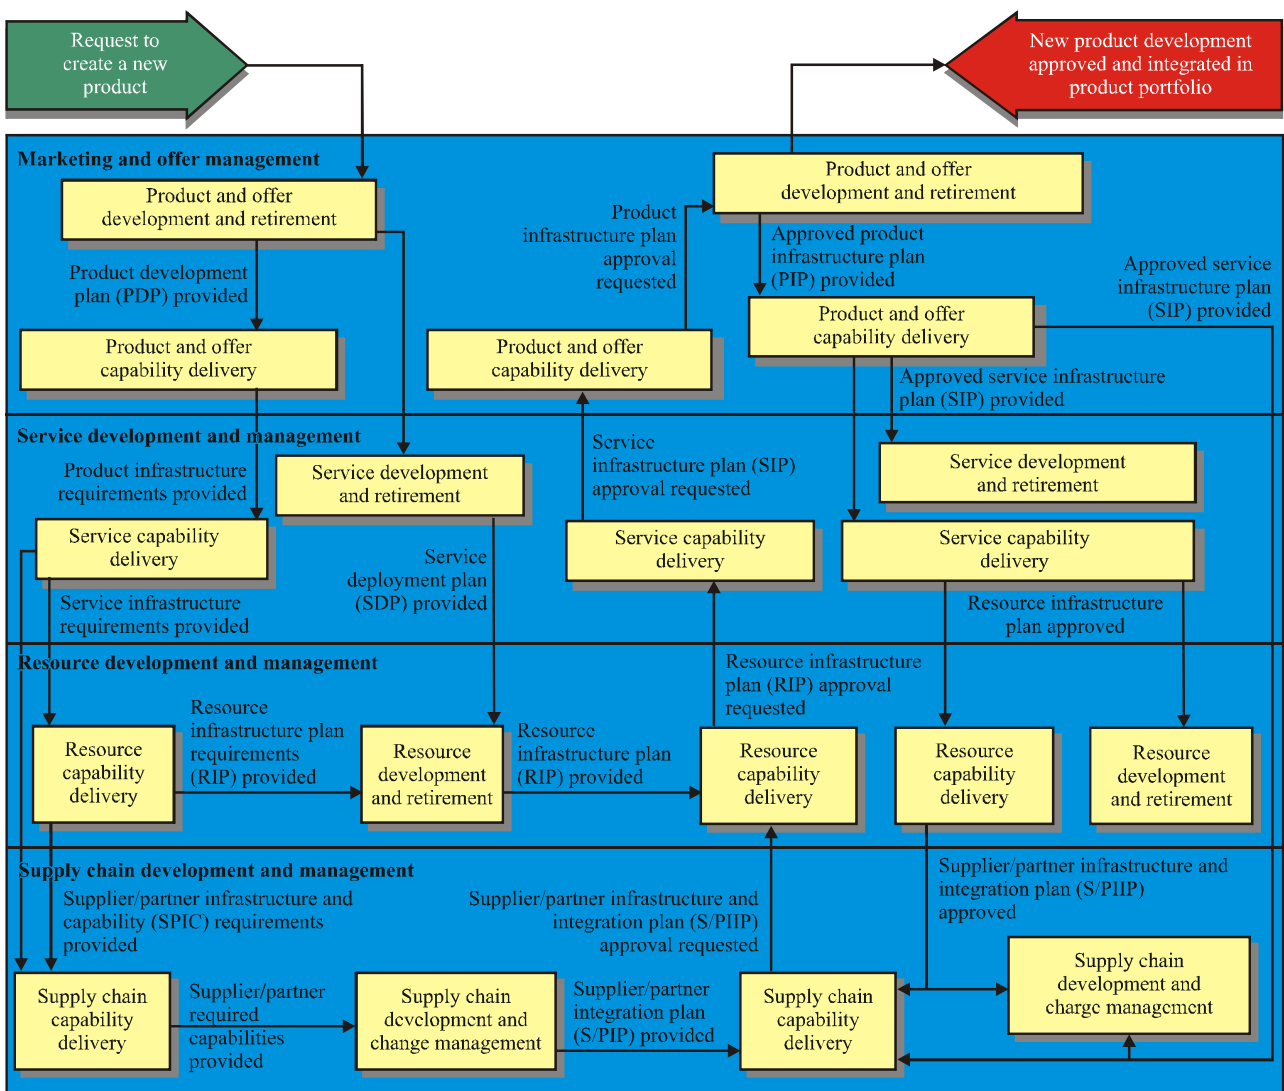 Request to
create a new
product
New product development
approved and integrated in
product portfolio
Marketing and offer management
Product and offer
development and retirement
Product and offer
development and retirement
Product
infrastructure plan
approval
requested
Approved product
infrastructure plan
(PIP) provided
Approved service
infrastructure plan
(SIP) provided
Product development
plan (PDP) provided
Product and offer
capability delivery
Product and offer
capability delivery
Product and offer
capability delivery
Approved service infrastructure
plan (SIP) provided
Service development and management
Product infrastructure
requirements provided
Service development
and retirement
Service
infrastructure plan (SIP)
approval requested
Service development
and retirement
Service capability
delivery
Service
deployment plan
(SDP) provided
Service capability
delivery
Service capability
delivery
Service infrastructure
requirements provided
Resource infrastructure
plan approved
Resource development and management
Resource infrastructure
plan (RIP) approval
requested
Resource
capability
delivery
Resource
infrastructure plan
requirements
(RIP) provided
Resource
development
and retirement
Resource
infrastructure plan
(RIP) provided
Resource
capability
delivery
Resource
capability
delivery
Resource
development
and retirement
Supply chain development and management
Supplier/partner infrastructure and
capability (SPIC) requirements
provided
Supplier/partner infrastructure and
integration plan (S/PIIP)
approval requested
Supplier/partner infrastructure and
integration plan (S/PIIP)
approved
Supply chain
capability
delivery
Supplier/partner
required
capabilities
provided
Supply chain
development and
change management
Supplier/partner
integration plan
(S/PIP) provided
Supply chain
capability
delivery
Supply chain
development and
charge management